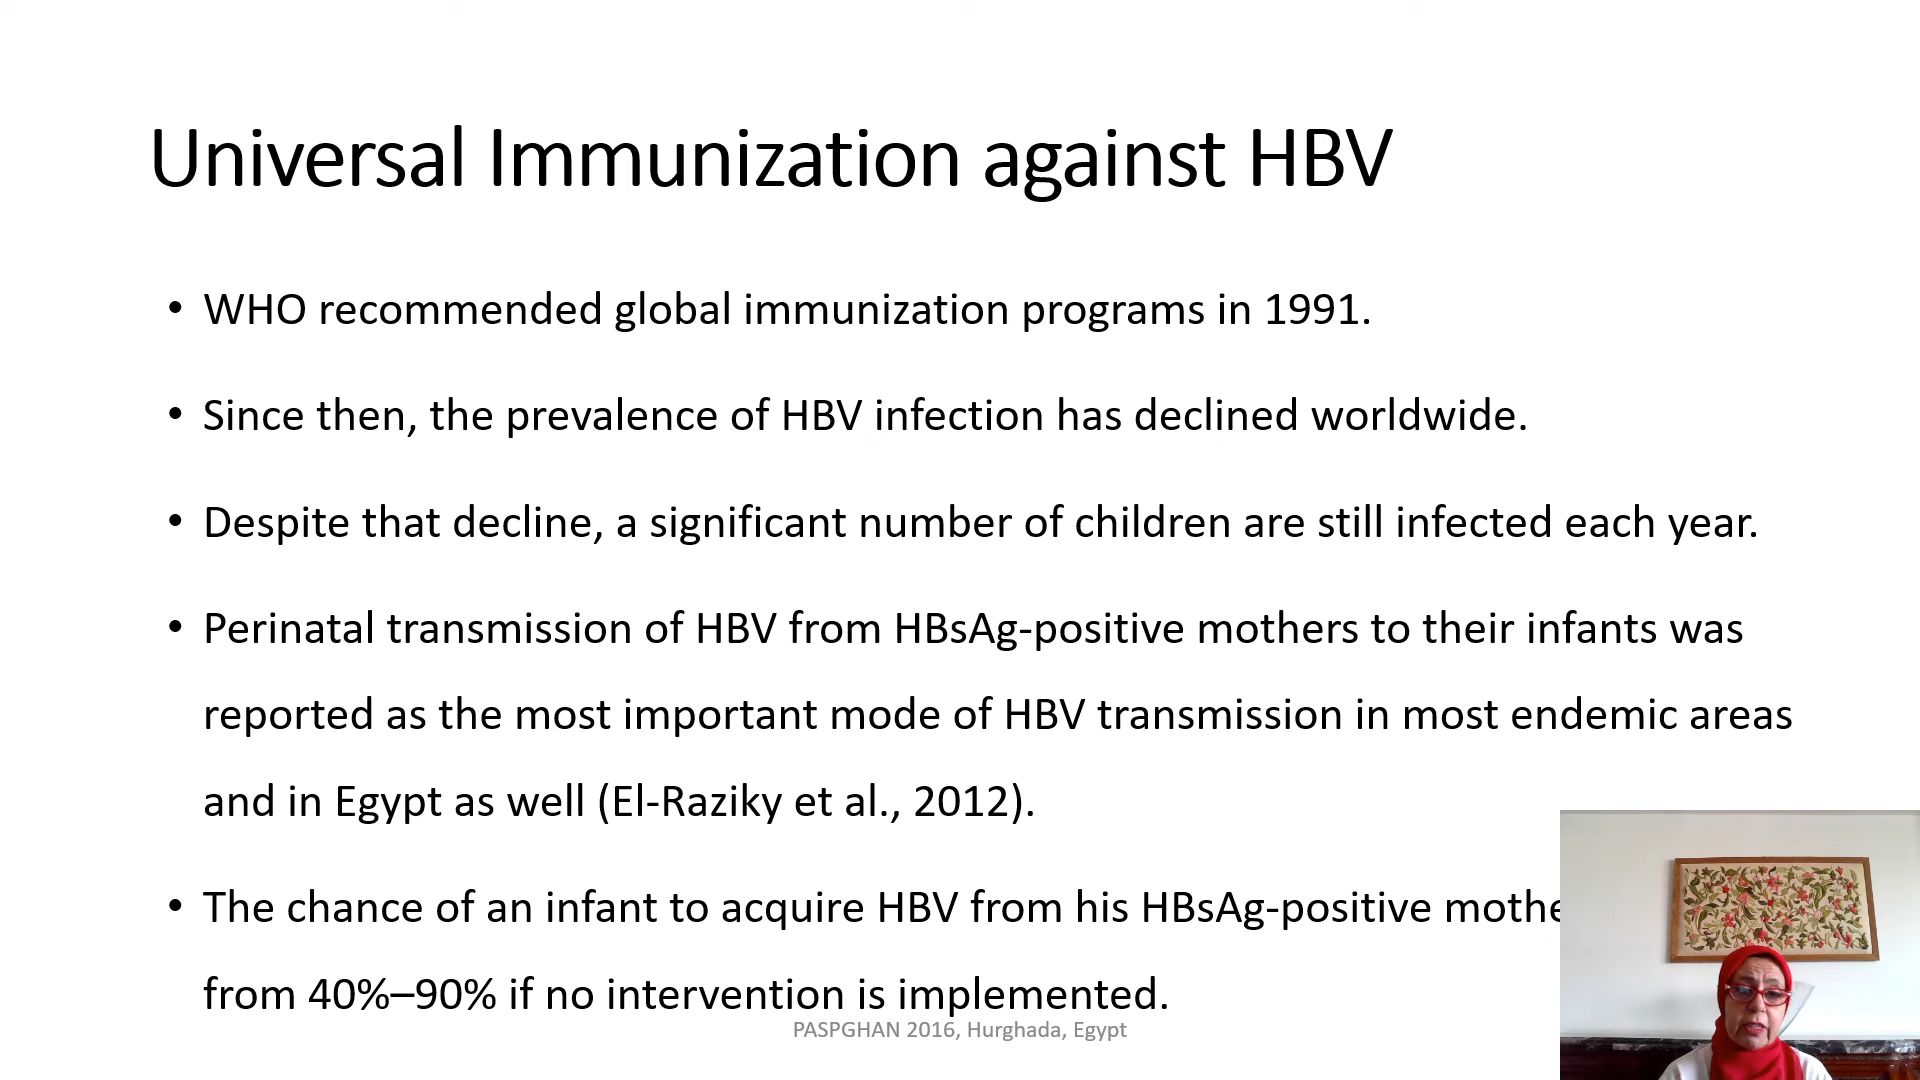 Universal Immunization against HBV
• WHO recommended global immunization programs in 1991.
• Since then, the prevalence of HBV infection has declined worldwide.
• Despite that decline, a significant number of children are still infected each year.
• Perinatal transmission of HBV from HBsAg-positive mothers to their infants was
reported as the most important mode of HBV transmission in most endemic areas
and in Egypt as well (El-Raziky et al., 2012).
• The chance of an infant to acquire HBV from his HBsAg-positive
from 40%–90% if no intervention is implemented.
PASPGHAN 2016, Hurghada, Egypt